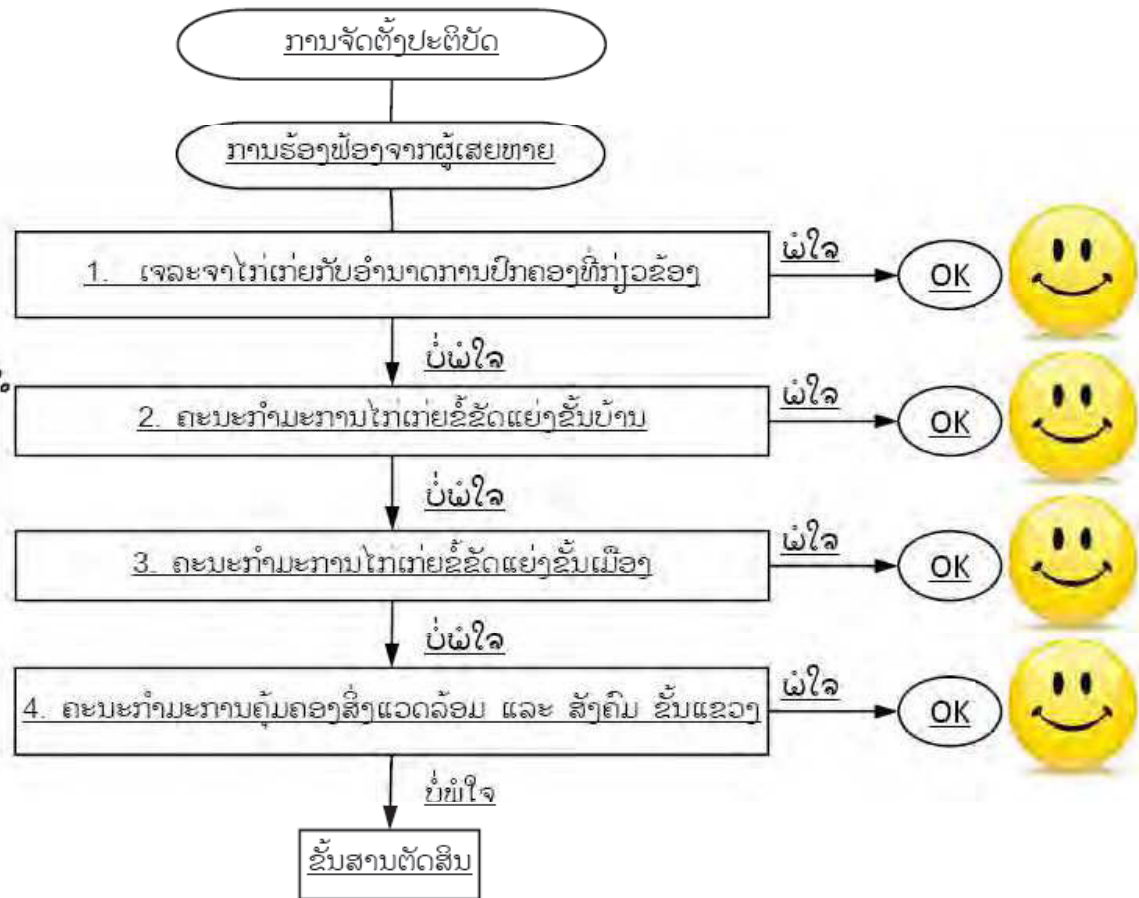 ການຈັດຕັ້ງປະຕິບັດ
ການຮ້ອງຟ້ອງຈາກຜູ້ເສຍຫາຍ
1. ເຈລະຈາໄກ່ເກ່ຍກັບອຳນາດການປົກຄອງທີ່ກ່ຽວຂ້ອງ
ພໍໃຈ
OK
ບໍ່ພໍໃຈ
2. ຄະນະກຳມະການໄກ່ເກ່ຍຂໍ້ຂັດແຍ່ງຂັ້ນບ້ານ
ພໍໃຈ
OK
ບໍ່ພໍໃຈ
3. ຄະນະກຳມະການໄກ່ເກ່ຍຂໍ້ຂັດແຍ່ງຂັ້ນເມືອງ
ພໍໃຈ
OK
ບໍ່ພໍໃຈ
4. ຄະນະກຳມະການຄຸ້ມຄອງສິ່ງແວດລ້ອມ ແລະ ສັງຄົມ ຂັ້ນແຂວງ
ພໍໃຈ
OK
ບໍ່ພໍໃຈ
ຂັ້ນສານຕັດສິນ